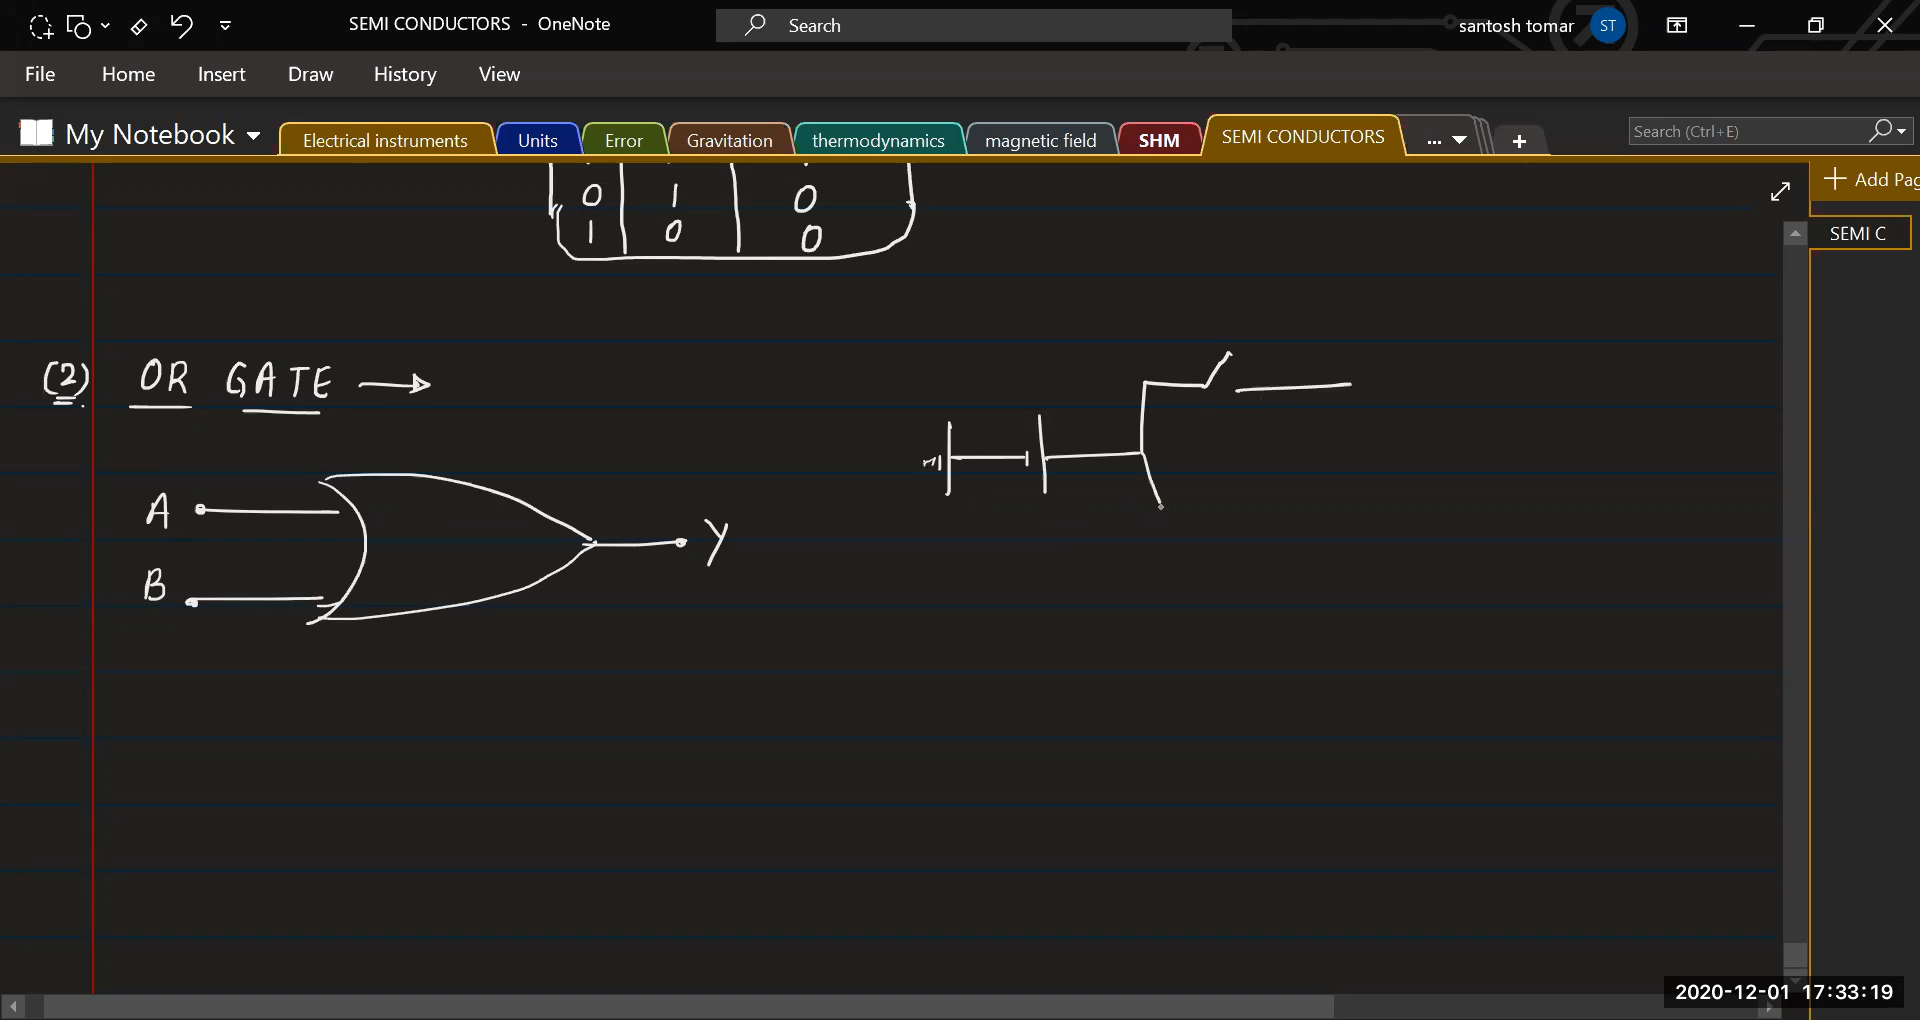 SEMI CONDUCTORS - OneNote
Search
santosh tomar
ST
File Home Insert Draw History View
My Notebook
Electrical instruments
Units
Error
Gravitation
thermodynamics
magnetic field
SHM
SEMI CONDUCTORS
...
+
Search (Ctrl+E)
Add Pag
SEMI C
0 1 0
1 0 0
(2) OR GATE →
A
B
Y
2020-12-01 17:33:19